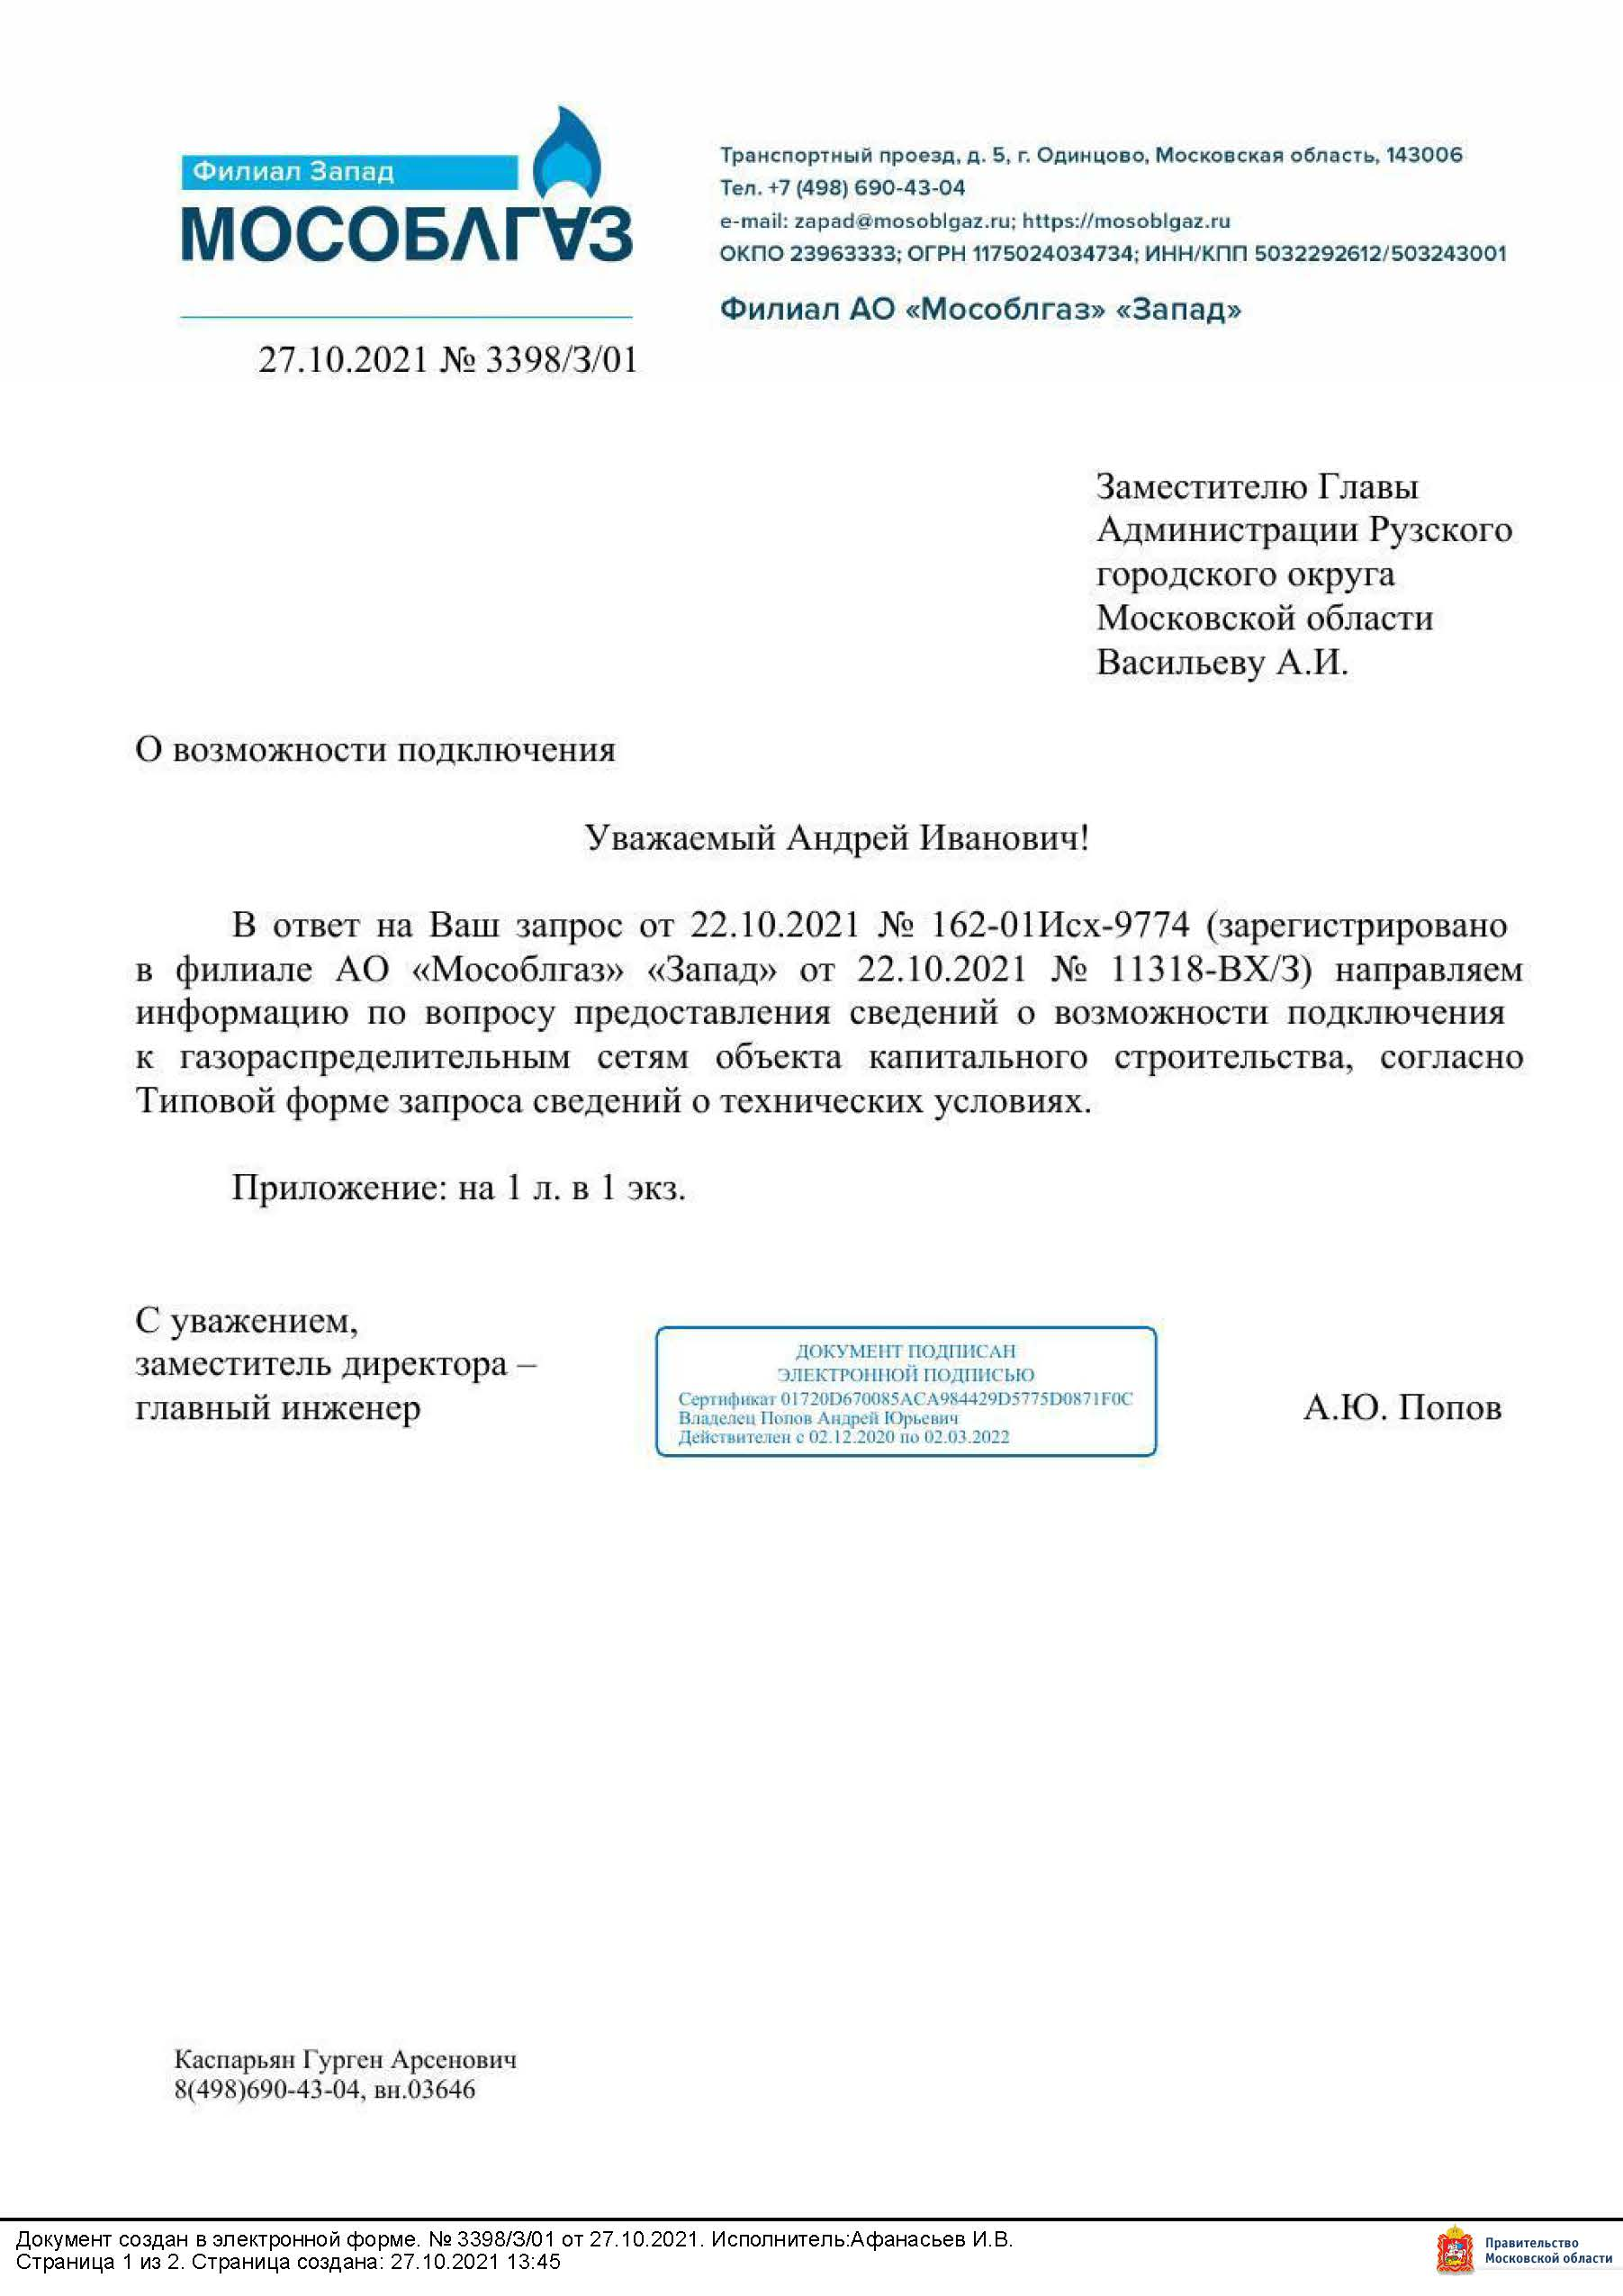 Филиал Запад
МОСОБЛГАЗ
Транспортный проезд, д. 5, г. Одинцово, Московская область, 143006
Тел. +7 (498) 690-43-04
e-mail: zapad@mosoblgaz.ru; https://mosoblgaz.ru
ОКПО 23963333; ОГРН 1175024034734; ИНН/КПП 5032292612/503243001
Филиал АО «Мособлгаз» «Запад»
27.10.2021 № 3398/З/01
Заместителю Главы
Администрации Рузского
городского округа
Московской области
Васильеву А.И.
О возможности подключения
Уважаемый Андрей Иванович!
В ответ на Ваш запрос от 22.10.2021 № 162-01Исх-9774 (зарегистрировано
в филиале АО «Мособлгаз» «Запад» от 22.10.2021 № 11318-ВХ/З) направляем
информацию по вопросу предоставления сведений о возможности подключения
к газораспределительным сетям объекта капитального строительства, согласно
Типовой форме запроса сведений о технических условиях.
Приложение: на 1 л. в 1 экз.
С уважением,
заместитель директора –
главный инженер
ДОКУМЕНТ ПОДПИСАН
ЭЛЕКТРОННОЙ ПОДПИСЬЮ
Сертификат 01720D670085ACA984429D5775D0871F0C
Владелец Попов Андрей Юрьевич
Действителен с 02.12.2020 по 02.03.2022
А.Ю. Попов
Каспарьян Гурген Арсенович
8(498)690-43-04, вн.03646
Документ создан в электронной форме. № 3398/З/01 от 27.10.2021. Исполнитель:Афанасьев И.В.
Страница 1 из 2. Страница создана: 27.10.2021 13:45
Правительство
Московской области